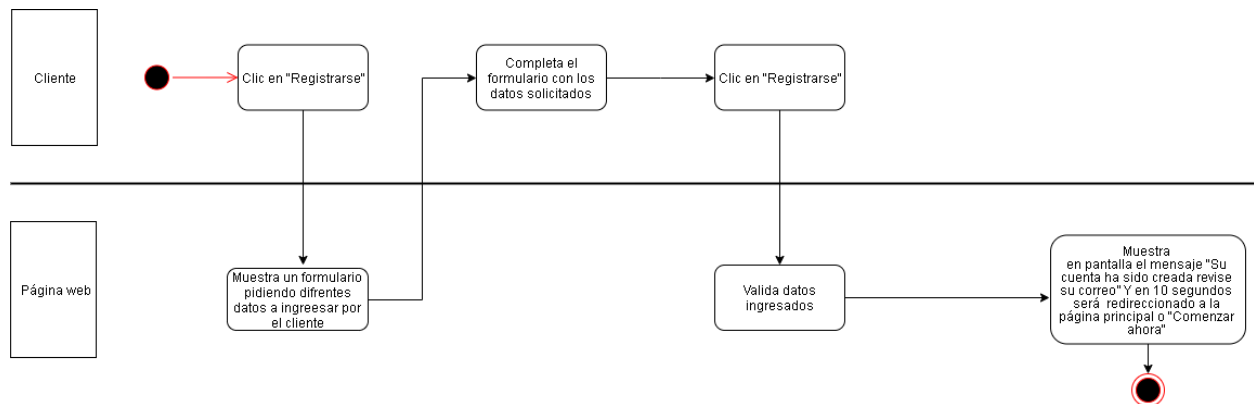 Cliente
Clic en "Registrarse"
Completa el
formulario con los
datos solicitados
Clic en "Registrarse"
Página web
Muestra un formulario
pidiendo difrentes
datos a ingreesar por
el cliente
Valida datos
ingresados
Muestra
en pantalla el mensaje "Su
cuenta ha sido creada revise
su correo" Y en 10 segundos
será redireccionado a la
página principal o "Comenzar
ahora"